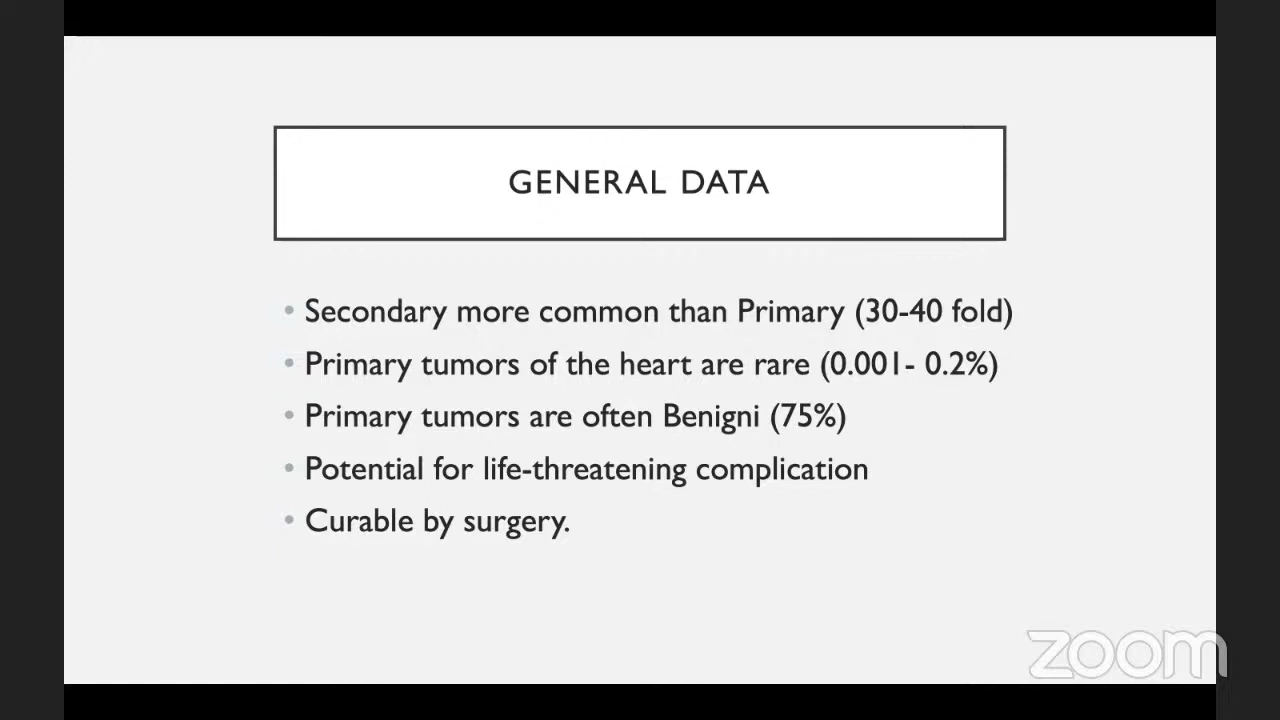 GENERAL DATA
• Secondary more common than Primary (30-40 fold)
• Primary tumors of the heart are rare (0.001- 0.2%)
• Primary tumors are often Benigni (75%)
• Potential for life-threatening complication
• Curable by surgery.
zoom